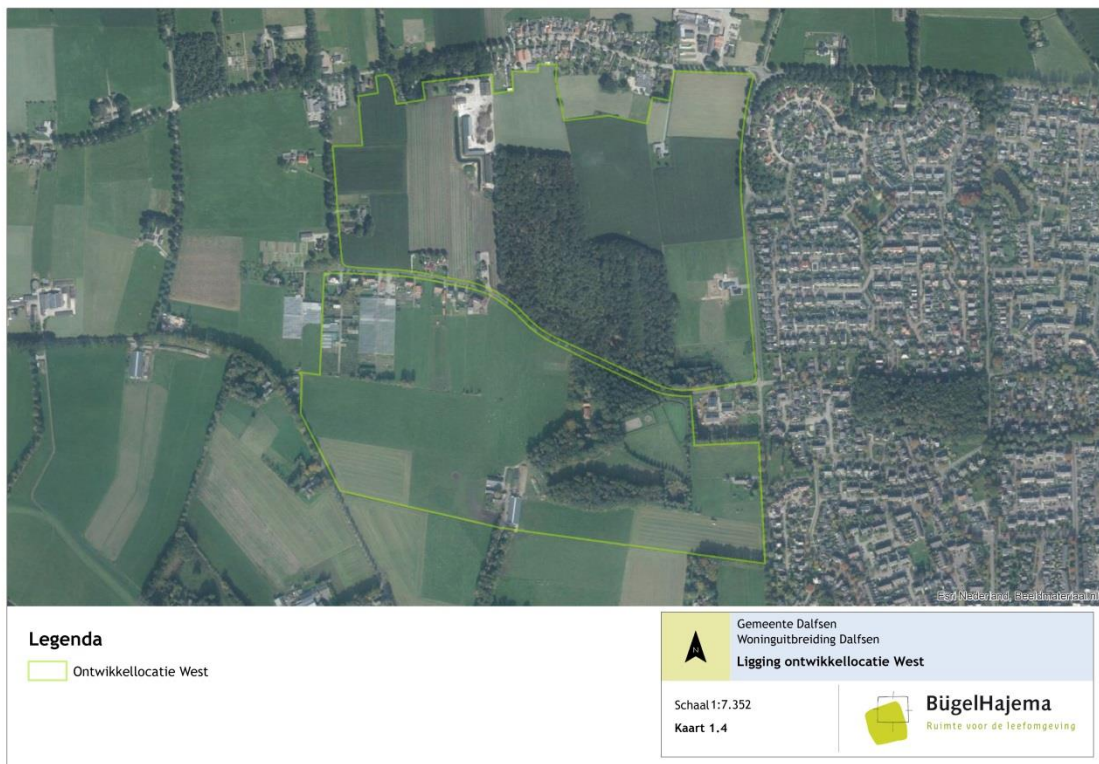 Esri Nederland, Beeldmateriaal.nl
Legenda
Ontwikkellocatie West
N
Gemeente Dalfsen
Woninguitbreiding Dalfsen
Ligging ontwikkellocatie West
Schaal 1:7.352
Kaart 1.4
BügelHajema
Ruimte voor de leefomgeving